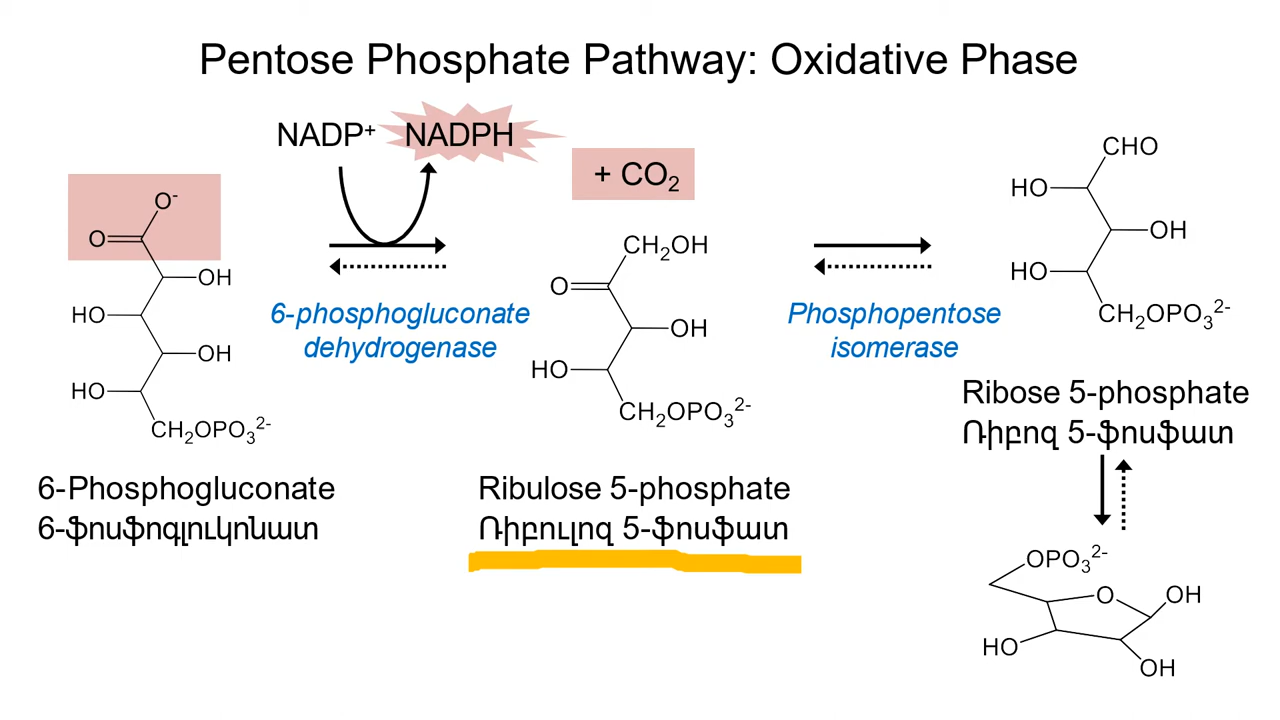 Pentose Phosphate Pathway: Oxidative Phase
NADP⁺ NADPH
+ CO₂
O⁻
O
OH
HO
OH
HO
CH₂OPO₃²⁻
6-Phosphogluconate
6-ֆոսֆոգլուկոնատ
6-phosphogluconate
dehydrogenase
CH₂OH
O
OH
HO
CH₂OPO₃²⁻
Ribulose 5-phosphate
Ռիբուլոզ 5-ֆոսֆատ
Phosphopentose
isomerase
CHO
HO
OH
HO
CH₂OPO₃²⁻
Ribose 5-phosphate
Ռիբոզ 5-ֆոսֆատ
OPO₃²⁻
O
OH
HO
OH